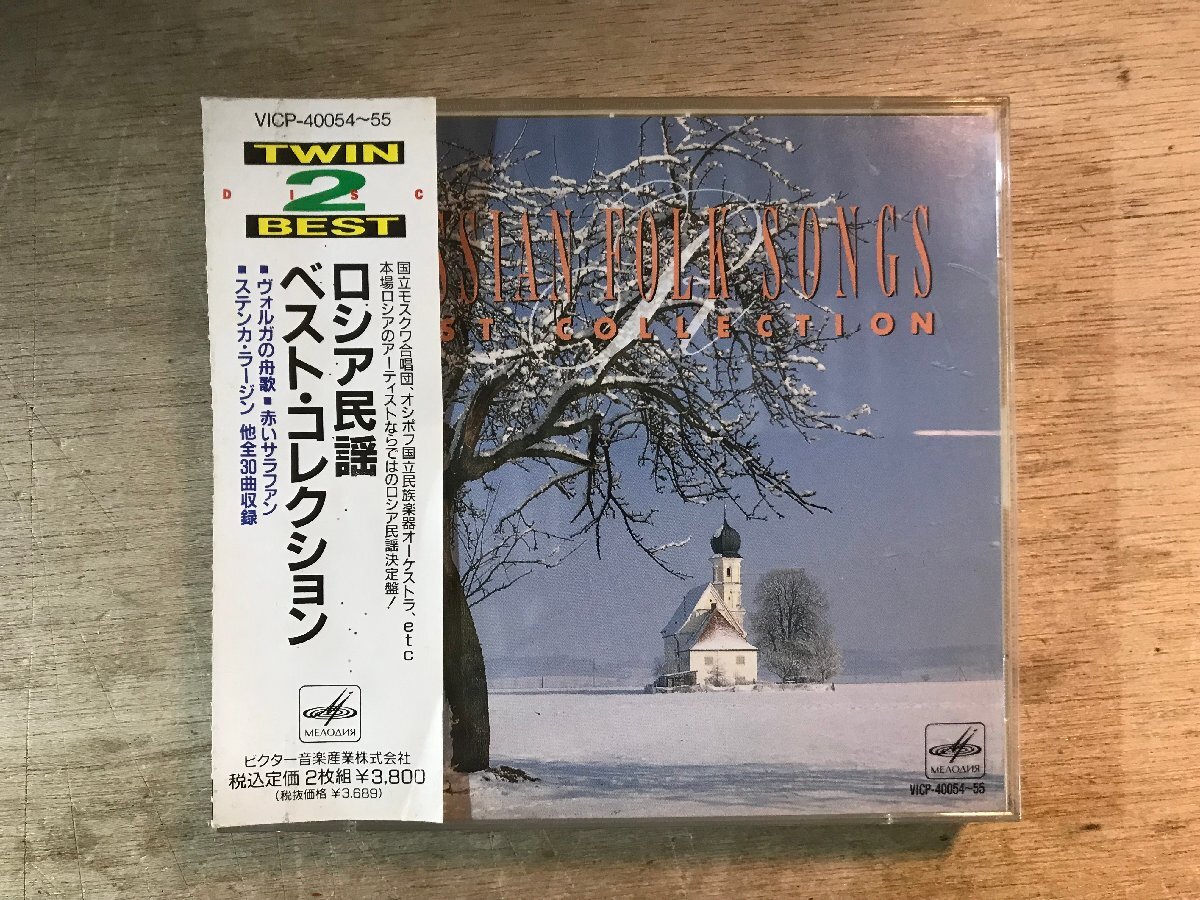 VICP-40054~55
TWIN
DISC
2
BEST
国立モスクワ合唱団、オシポフ国立民族楽器オーケストラ、etc
本場ロシアのアーティストならではのロシア民謡決定盤!
ロシア民謡
ベスト・コレクション
■ヴォルガの舟歌■赤いサラファン
■ステンカ・ラージン 他全30曲収録
МЕЛОДИЯ
ビクター音楽産業株式会社
税込定価 2枚組¥3.800
(税抜価格 ¥3.689)
SSIAN FOLK SONGS
ST COLLECTION
R
МЕЛОДИЯ
VICP-40054~55